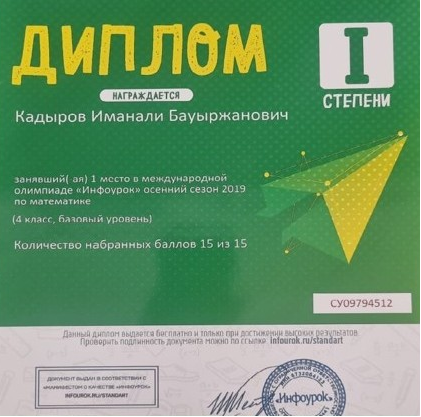 ДИПЛОМ
I
СТЕПЕНИ
НАГРАЖДАЕТСЯ
Кадыров Иманали Бауыржанович
занявший( ая) 1 место в международной
олимпиаде «Инфоурок» осенний сезон 2019
по математике
(4 класс, базовый уровень)
Количество набранных баллов 15 из 15
СУ09794512
Данный диплом выдается бесплатно и только при достижении высоких результатов.
Проверить подлинность документа можно по ссылке infourok.ru/standart
ДОКУМЕНТ ВЫДАН В СООТВЕТСТВИИ С
«МАНИФЕСТОМ О КАЧЕСТВЕ «ИНФОУРОК»
INFOUROK.RU/STANDART
«Инфоурок»